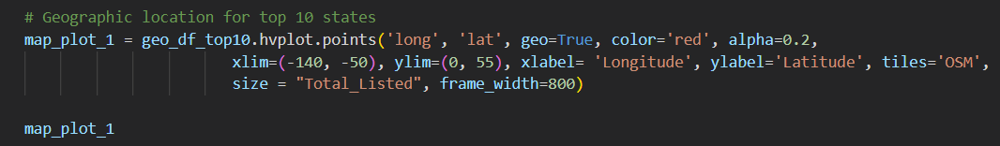 # Geographic location for top 10 states
map_plot_1 = geo_df_top10.hvplot.points('long', 'lat', geo=True, color='red', alpha=0.2,
xlim=(-140, -50), ylim=(0, 55), xlabel= 'Longitude', ylabel='Latitude', tiles='OSM',
size = "Total_Listed", frame_width=800)
map_plot_1